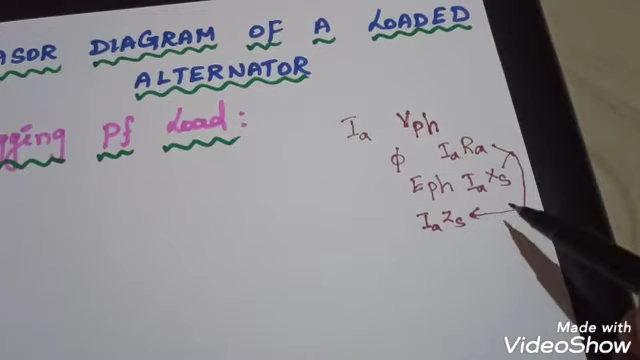 ASOR DIAGRAM OF A LOADED
ALTERNATOR
gging Pf Load:
Ia Vph
ϕ IaRa
Eph IaXs
IaZs
Made with
VideoShow